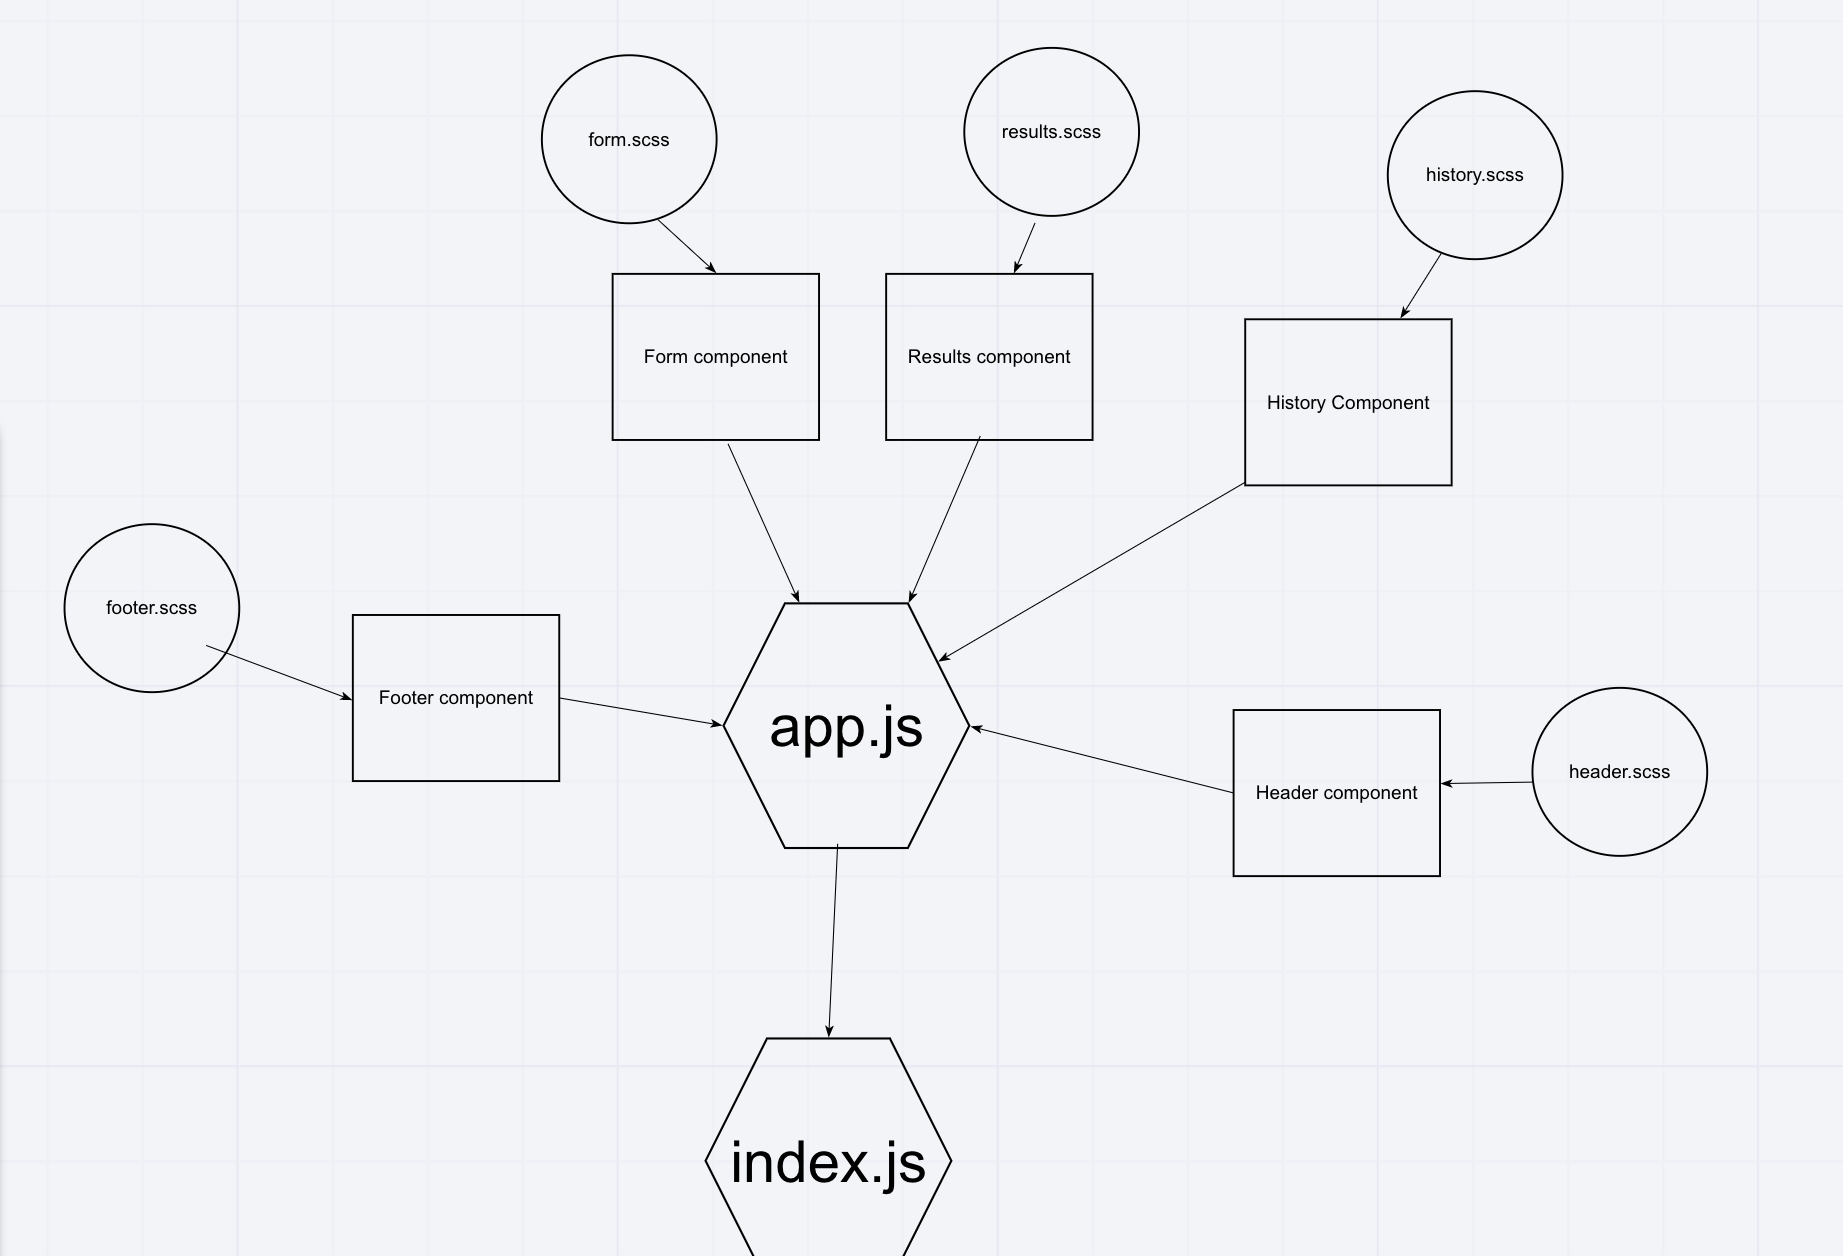 form.scss
results.scss
history.scss
Form component
Results component
History Component
footer.scss
Footer component
app.js
Header component
header.scss
index.js